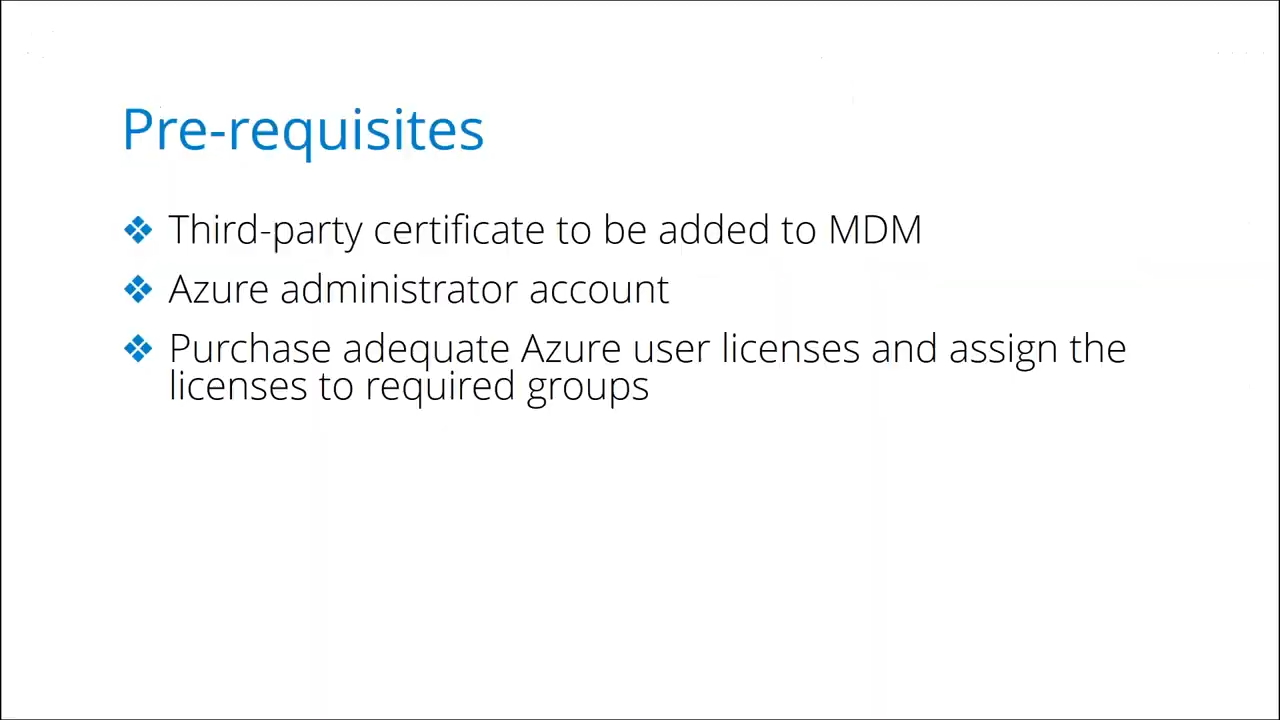 Pre-requisites
Third-party certificate to be added to MDM
Azure administrator account
Purchase adequate Azure user licenses and assign the
licenses to required groups